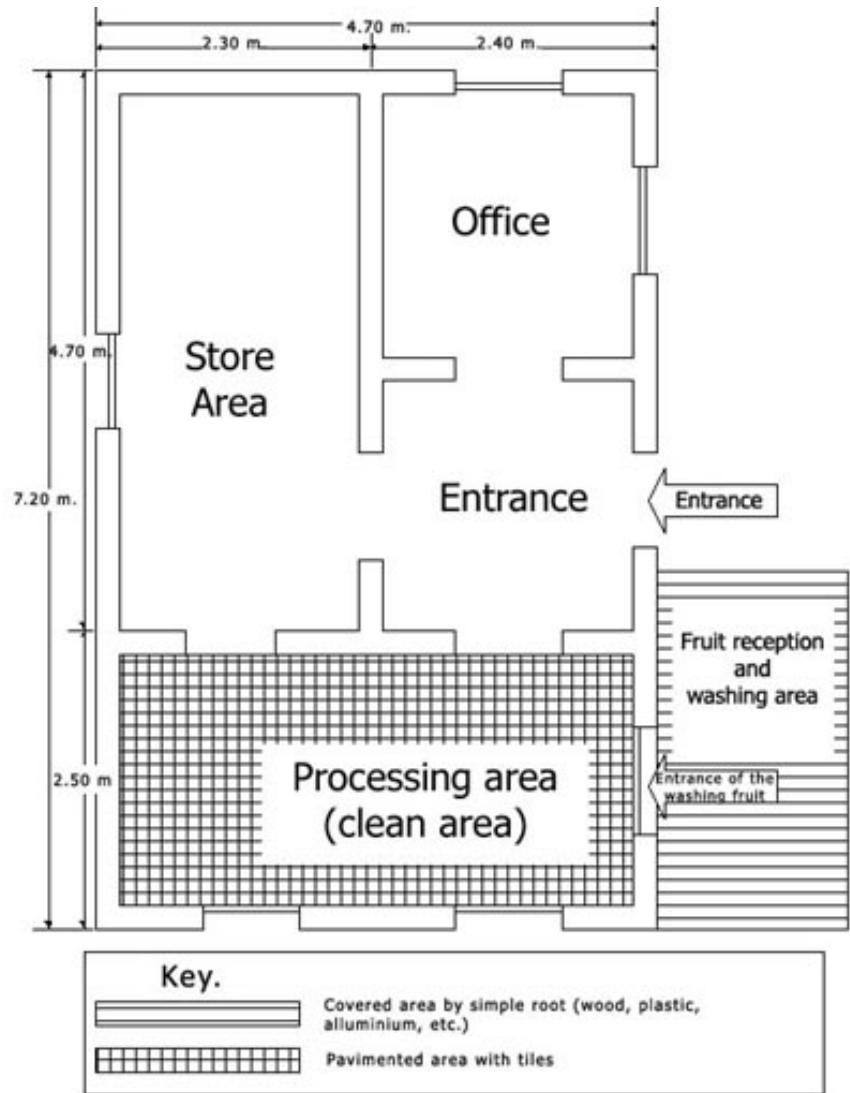 4.70 m.
2.30 m.
2.40 m.
Office
Store
Area
4.70 m.
7.20 m.
Entrance
Entrance
Fruit reception
and
washing area
2.50 m
Processing area
(clean area)
Entrance of the
washing fruit
Key.
Covered area by simple root (wood, plastic,
alluminium, etc.)
Pavimented area with tiles